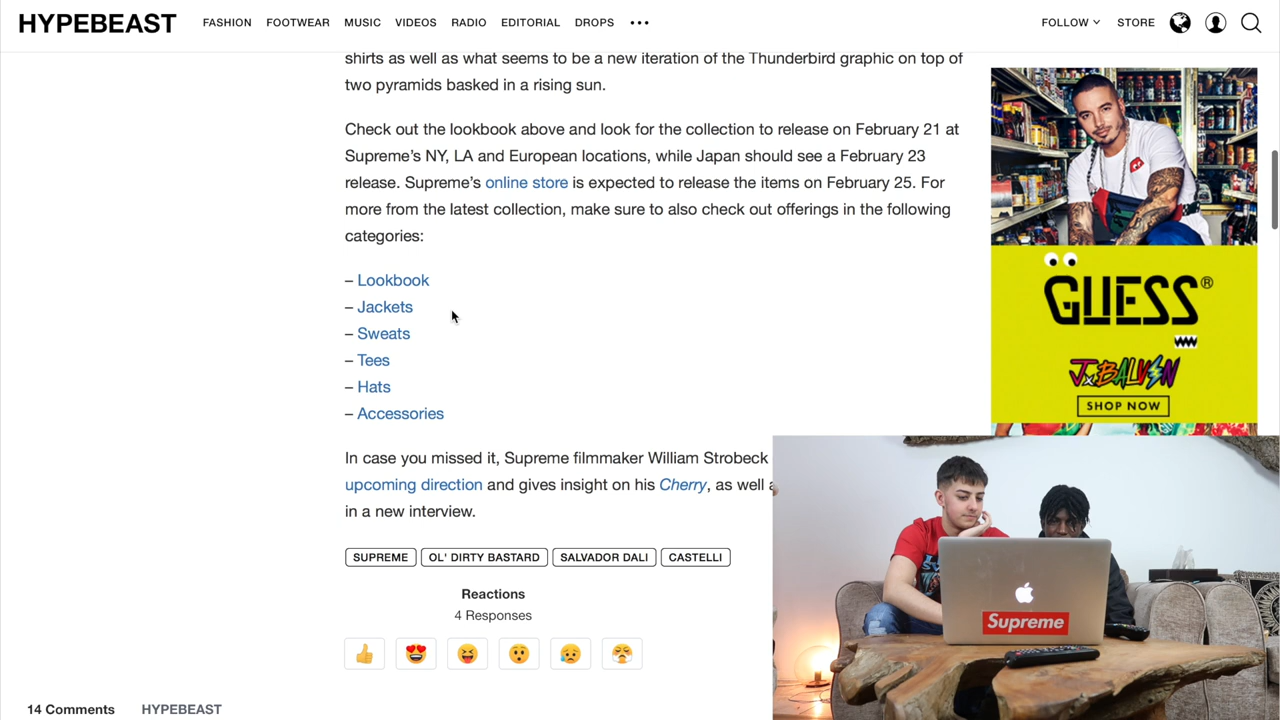 HYPEBEAST
FASHION FOOTWEAR MUSIC VIDEOS RADIO EDITORIAL DROPS
FOLLOW STORE
shirts as well as what seems to be a new iteration of the Thunderbird graphic on top of
two pyramids basked in a rising sun.
Check out the lookbook above and look for the collection to release on February 21 at
Supreme’s NY, LA and European locations, while Japan should see a February 23
release. Supreme’s online store is expected to release the items on February 25. For
more from the latest collection, make sure to also check out offerings in the following
categories:
– Lookbook
– Jackets
– Sweats
– Tees
– Hats
– Accessories
In case you missed it, Supreme filmmaker William Strobeck
upcoming direction and gives insight on his Cherry, as well
in a new interview.
SUPREME OL' DIRTY BASTARD SALVADOR DALI CASTELLI
Reactions
4 Responses
14 Comments HYPEBEAST
GUESS®
J x BALVIN
SHOP NOW
Supreme